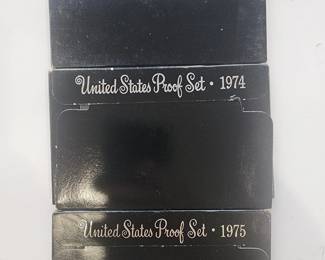 United States Proof Set • 1974
United States Proof Set • 1975